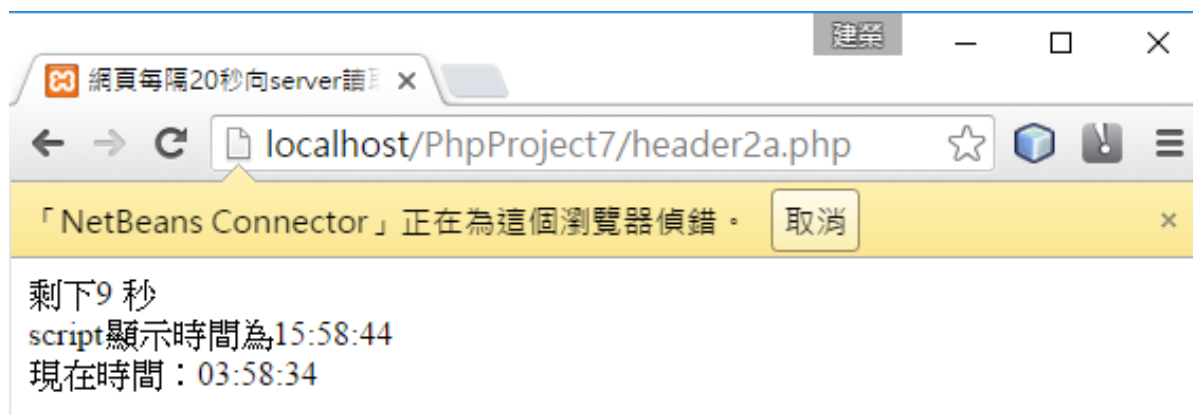 建榮
網頁每隔20秒向server請
localhost/PhpProject7/header2a.php
「NetBeans Connector」正在為這個瀏覽器偵錯。 取消
剩下9 秒
script顯示時間為15:58:44
現在時間：03:58:34